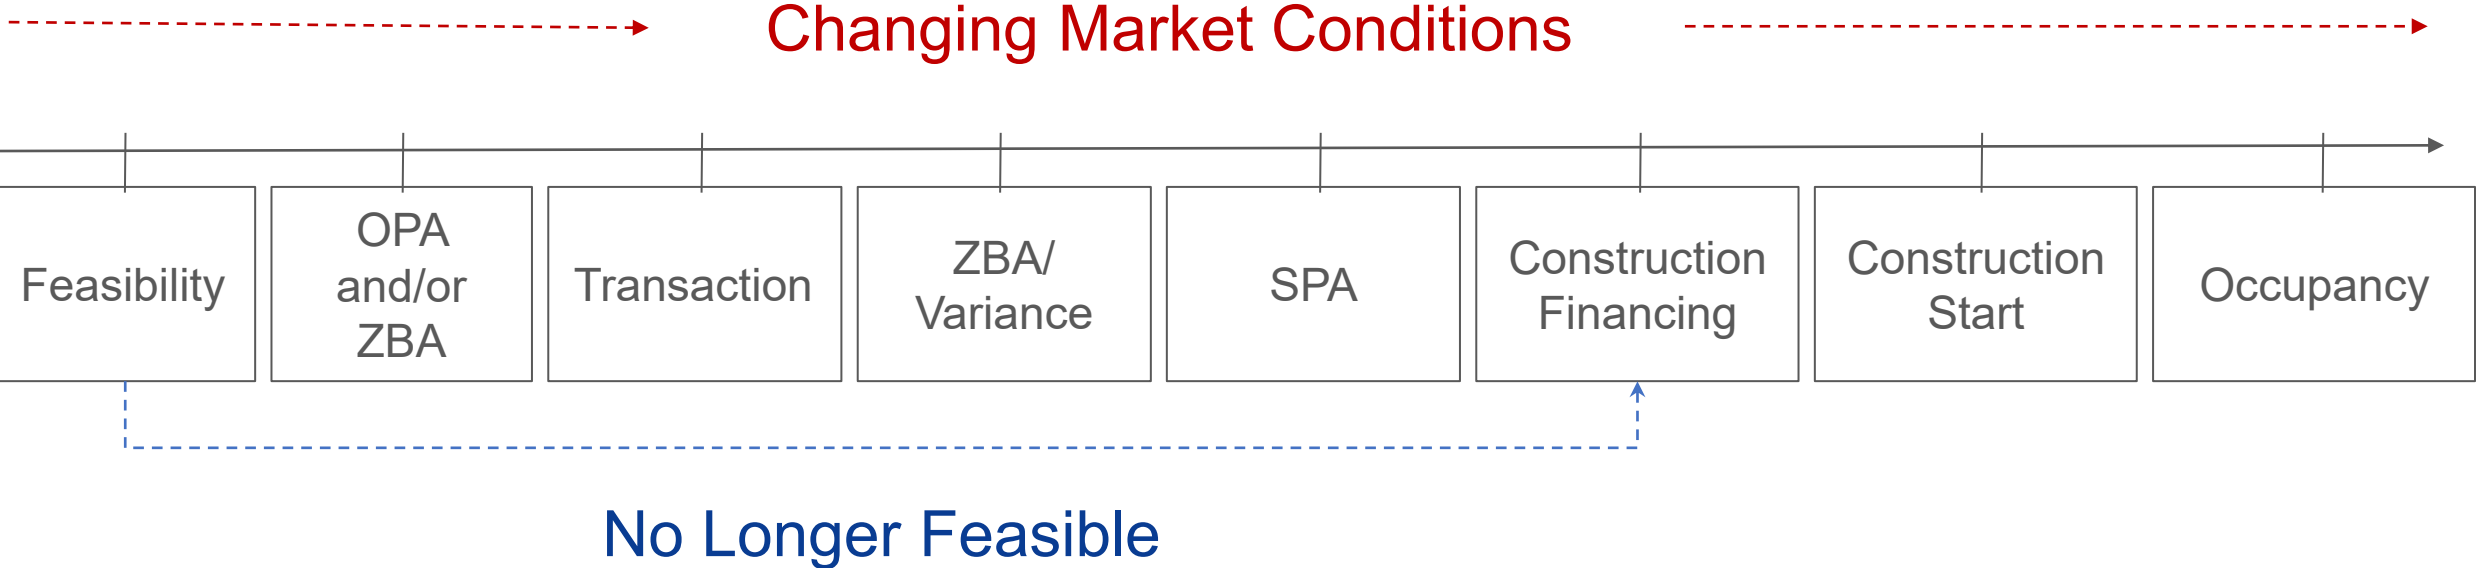 Changing Market Conditions
Feasibility
OPA
and/or
ZBA
Transaction
ZBA/
Variance
SPA
Construction
Financing
Construction
Start
Occupancy
No Longer Feasible